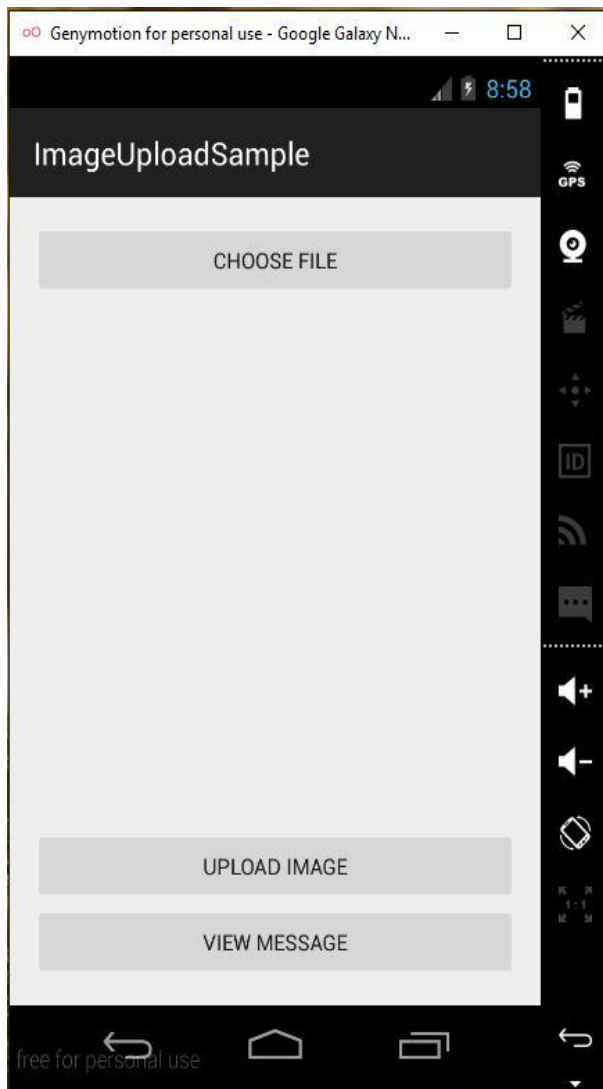 Genymotion for personal use - Google Galaxy N...
8:58
ImageUploadSample
GPS
CHOOSE FILE
ID
UPLOAD IMAGE
1:1
VIEW MESSAGE
free for personal use